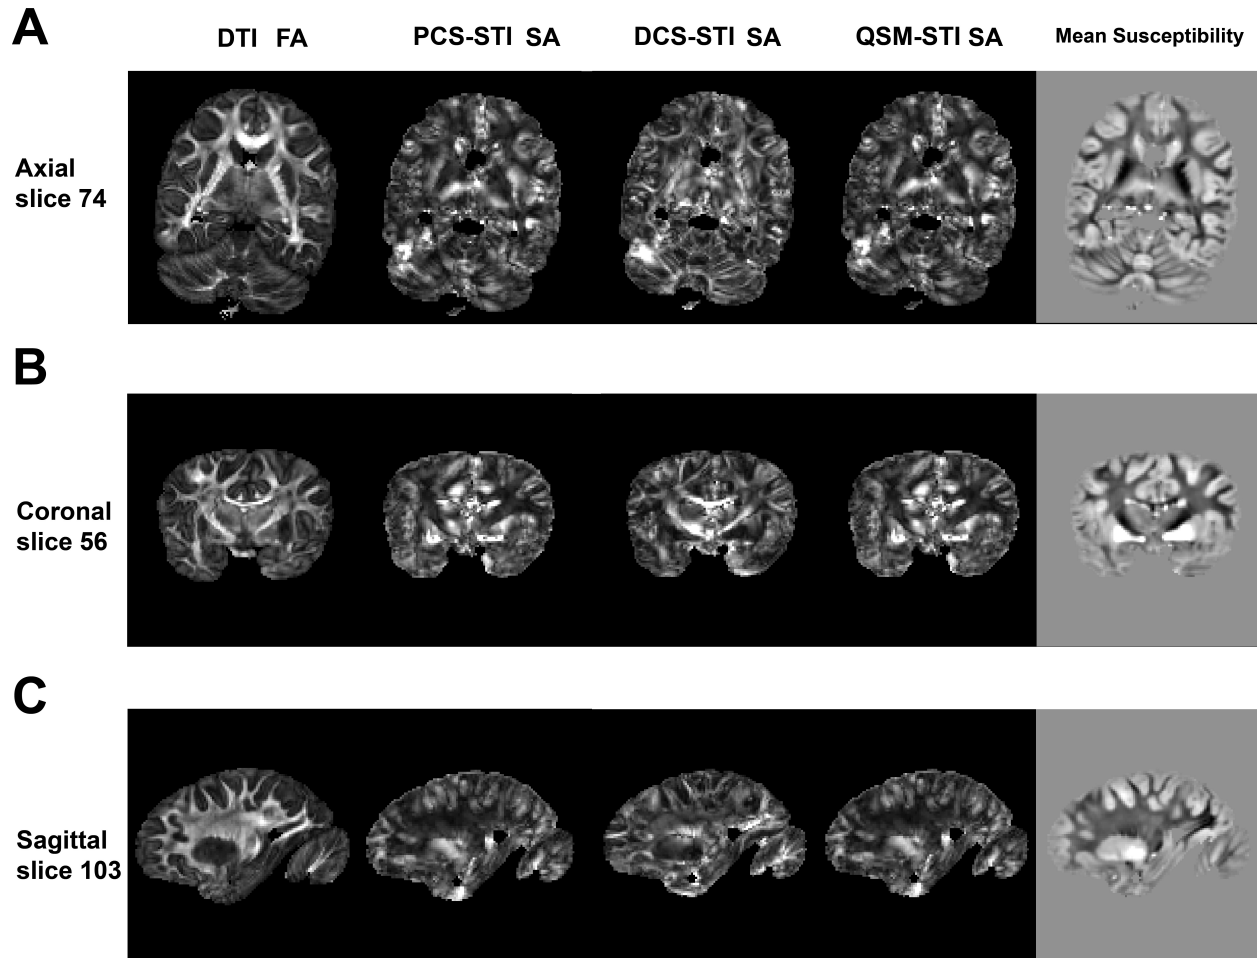 A
DTI FA PCS-STI SA DCS-STI SA QSM-STI SA Mean Susceptibility
Axial
slice 74
B
Coronal
slice 56
C
Sagittal
slice 103